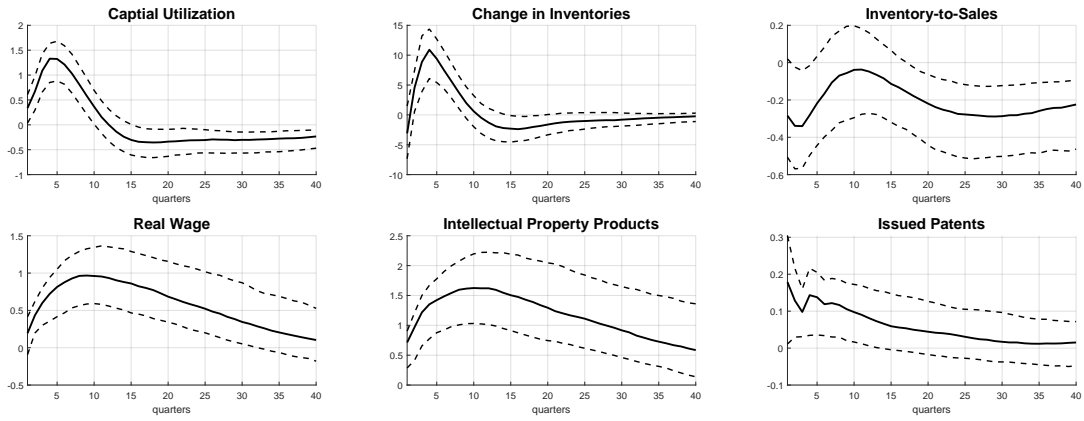 Captial Utilization
2
1.5
1
0.5
0
-0.5
-1
5 10 15 20 25 30 35 40
quarters
Change in Inventories
15
10
5
0
-5
-10
5 10 15 20 25 30 35 40
quarters
Inventory-to-Sales
0.2
0
-0.2
-0.4
-0.6
5 10 15 20 25 30 35 40
quarters
Real Wage
1.5
1
0.5
0
-0.5
5 10 15 20 25 30 35 40
quarters
Intellectual Property Products
2.5
2
1.5
1
0.5
0
5 10 15 20 25 30 35 40
quarters
Issued Patents
0.3
0.2
0.1
0
-0.1
5 10 15 20 25 30 35 40
quarters